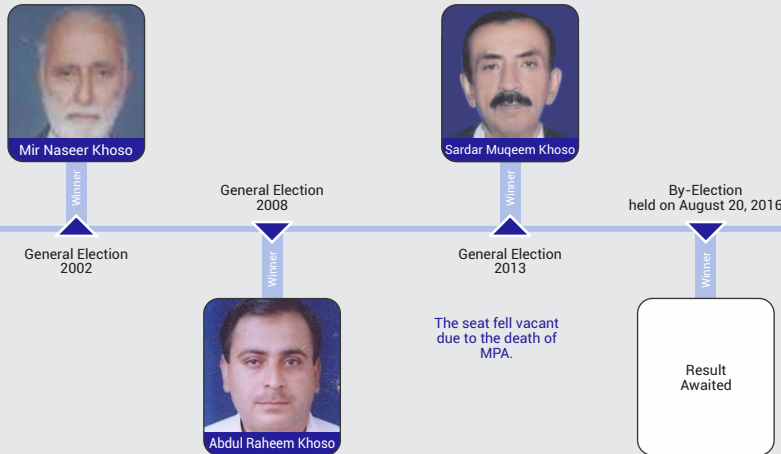 Mir Naseer Khoso
Winner
General Election
2002
General Election
2008
Winner
Abdul Raheem Khoso
Sardar Muqeem Khoso
Winner
General Election
2013
The seat fell vacant
due to the death of
MPA.
By-Election
held on August 20, 2016
Winner
Result
Awaited